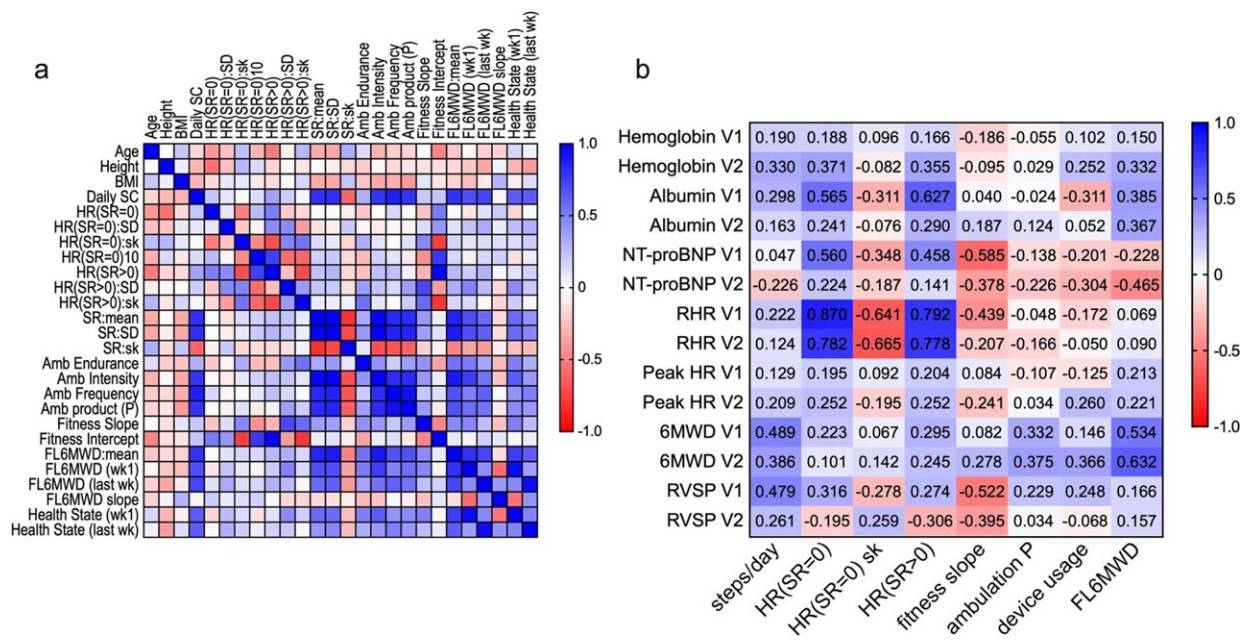 a
Age
Height
BMI
Daily SC
HR(SR=0)
HR(SR=0):SD
HR(SR=0):sk
HR(SR=0)10
HR(SR>0)
HR(SR>0):SD
HR(SR>0):sk
SR:mean
SR:SD
SR:sk
Amb Endurance
Amb Intensity
Amb Frequency
Amb product (P)
Fitness Slope
Fitness Intercept
FL6MWD:mean
FL6MWD (wk1)
FL6MWD (last wk)
FL6MWD slope
Health State (wk1)
Health State (last wk)
Age
Height
BMI
Daily SC
HR(SR=0)
HR(SR=0):SD
HR(SR=0):sk
HR(SR=0)10
HR(SR>0)
HR(SR>0):SD
HR(SR>0):sk
SR:mean
SR:SD
SR:sk
Amb Endurance
Amb Intensity
Amb Frequency
Amb product (P)
Fitness Slope
Fitness Intercept
FL6MWD:mean
FL6MWD (wk1)
FL6MWD (last wk)
FL6MWD slope
Health State (wk1)
Health State (last wk)
1.0
0.5
0
-0.5
-1.0
b
Hemoglobin V1 0.190 0.188 0.096 0.166 -0.186 -0.055 0.102 0.150
Hemoglobin V2 0.330 0.371 -0.082 0.355 -0.095 0.029 0.252 0.332
Albumin V1 0.298 0.565 -0.311 0.627 0.040 -0.024 -0.311 0.385
Albumin V2 0.163 0.241 -0.076 0.290 0.187 0.124 0.052 0.367
NT-proBNP V1 0.047 0.560 -0.348 0.458 -0.585 -0.138 -0.201 -0.228
NT-proBNP V2 -0.226 0.224 -0.187 0.141 -0.378 -0.226 -0.304 -0.465
RHR V1 0.222 0.870 -0.641 0.792 -0.439 -0.048 -0.172 0.069
RHR V2 0.124 0.782 -0.665 0.778 -0.207 -0.166 -0.050 0.090
Peak HR V1 0.129 0.195 0.092 0.204 0.084 -0.107 -0.125 0.213
Peak HR V2 0.209 0.252 -0.195 0.252 -0.241 0.034 0.260 0.221
6MWD V1 0.489 0.223 0.067 0.295 0.082 0.332 0.146 0.534
6MWD V2 0.386 0.101 0.142 0.245 0.278 0.375 0.366 0.632
RVSP V1 0.479 0.316 -0.278 0.274 -0.522 0.229 0.248 0.166
RVSP V2 0.261 -0.195 0.259 -0.306 -0.395 0.034 -0.068 0.157
steps/day
HR(SR=0)
HR(SR=0) sk
HR(SR>0)
fitness slope
ambulation P
device usage
FL6MWD
1.0
0.5
0
-0.5
-1.0